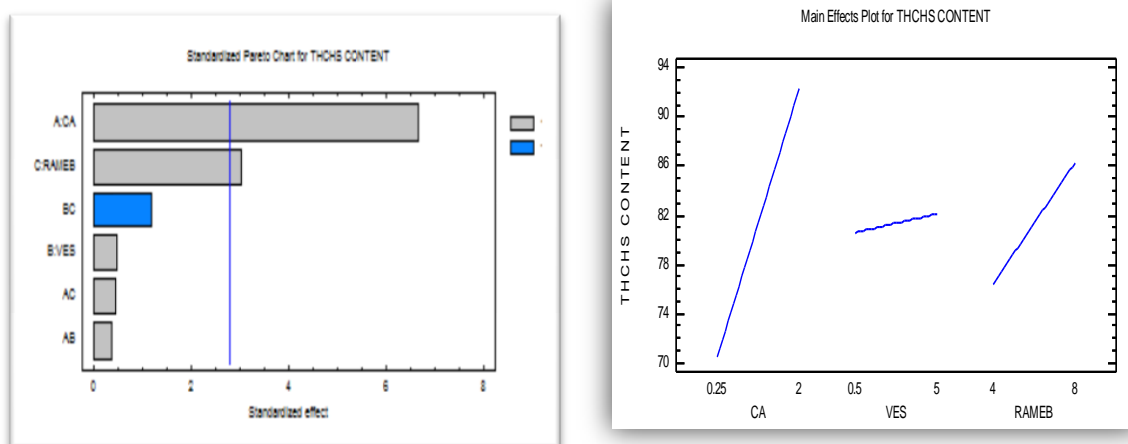 Standardized Pareto Chart for THCHS CONTENT
A:CA
C:RAMEB
BC
B:VES
AC
AB
0 2 4 6 8
Standardized effect
Main Effects Plot for THCHS CONTENT
THCHS CONTENT
94
90
86
82
78
74
70
0.25 2 0.5 5 4 8
CA VES RAMEB